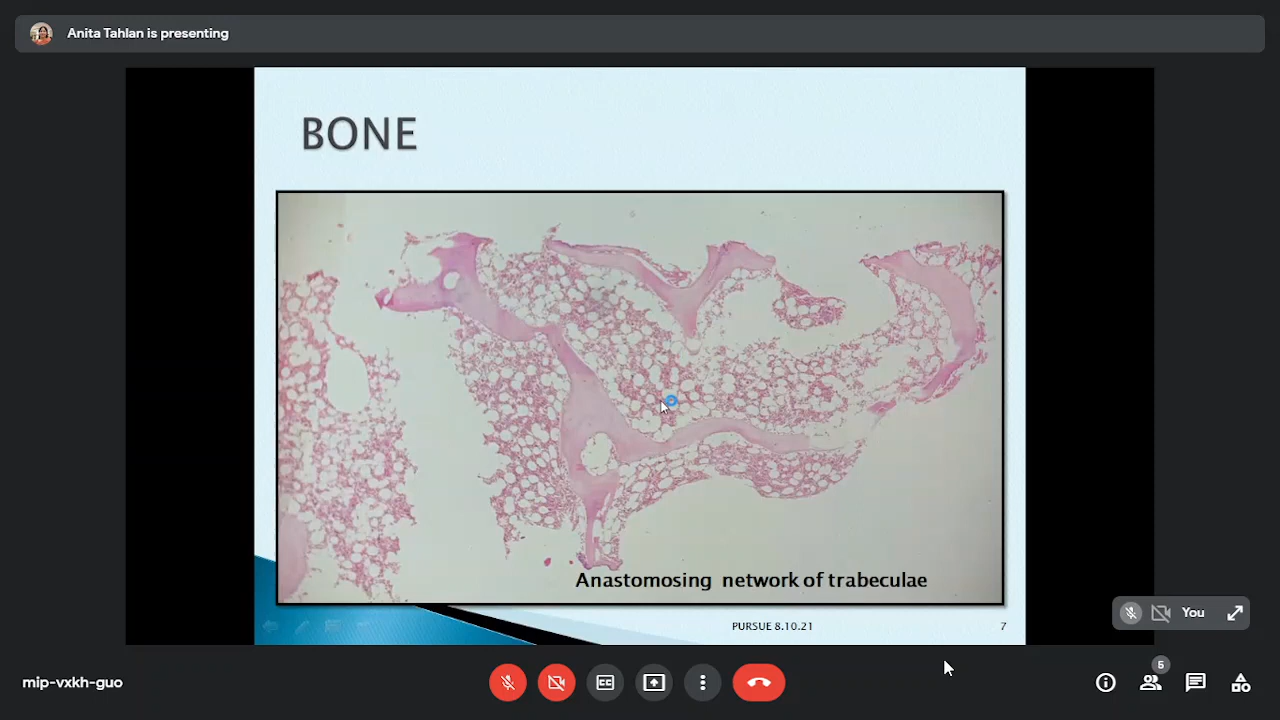 Anita Tahlan is presenting
BONE
Anastomosing network of trabeculae
PURSUE 8.10.21
7
You
mip-vxkh-guo
CC
5